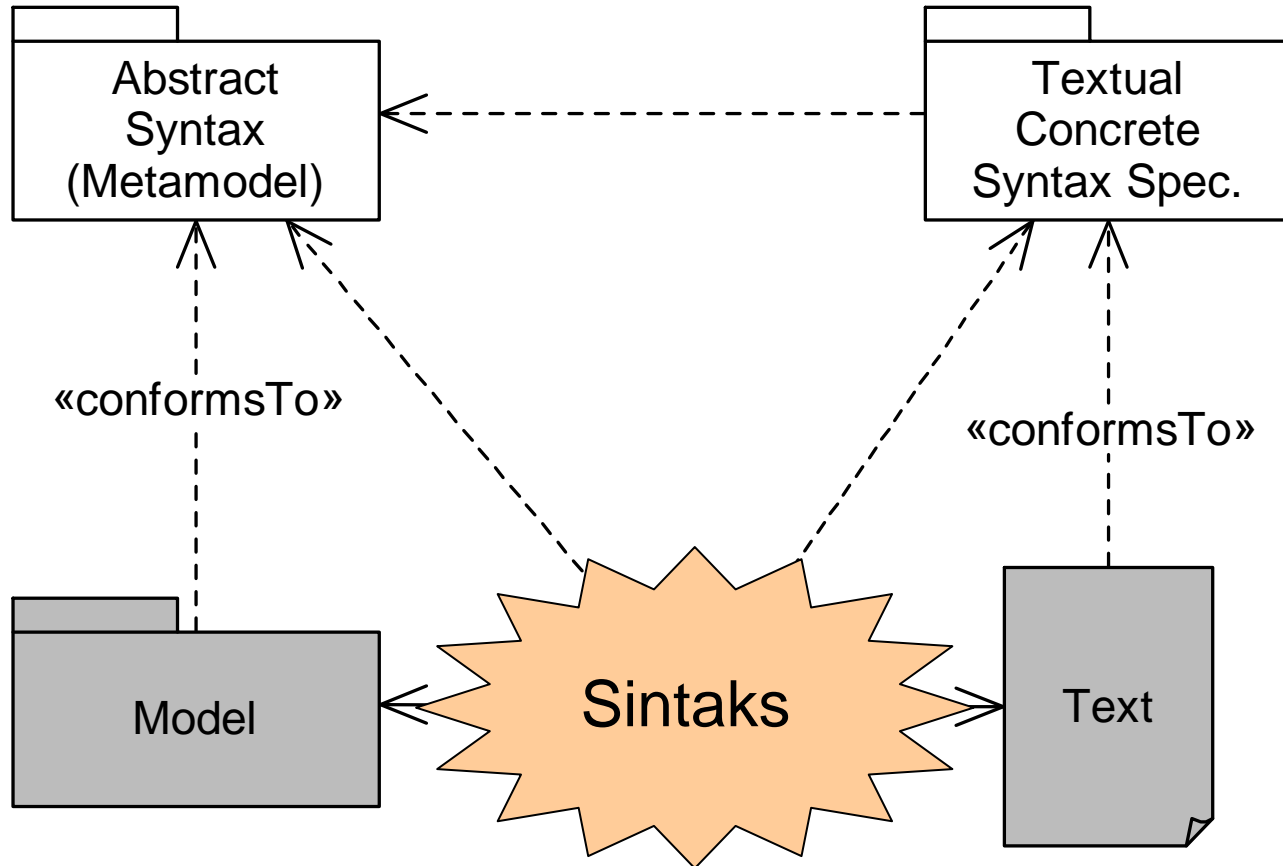 Abstract
Syntax
(Metamodel)
Textual
Concrete
Syntax Spec.
«conformsTo»
«conformsTo»
Model
Sintaks
Text